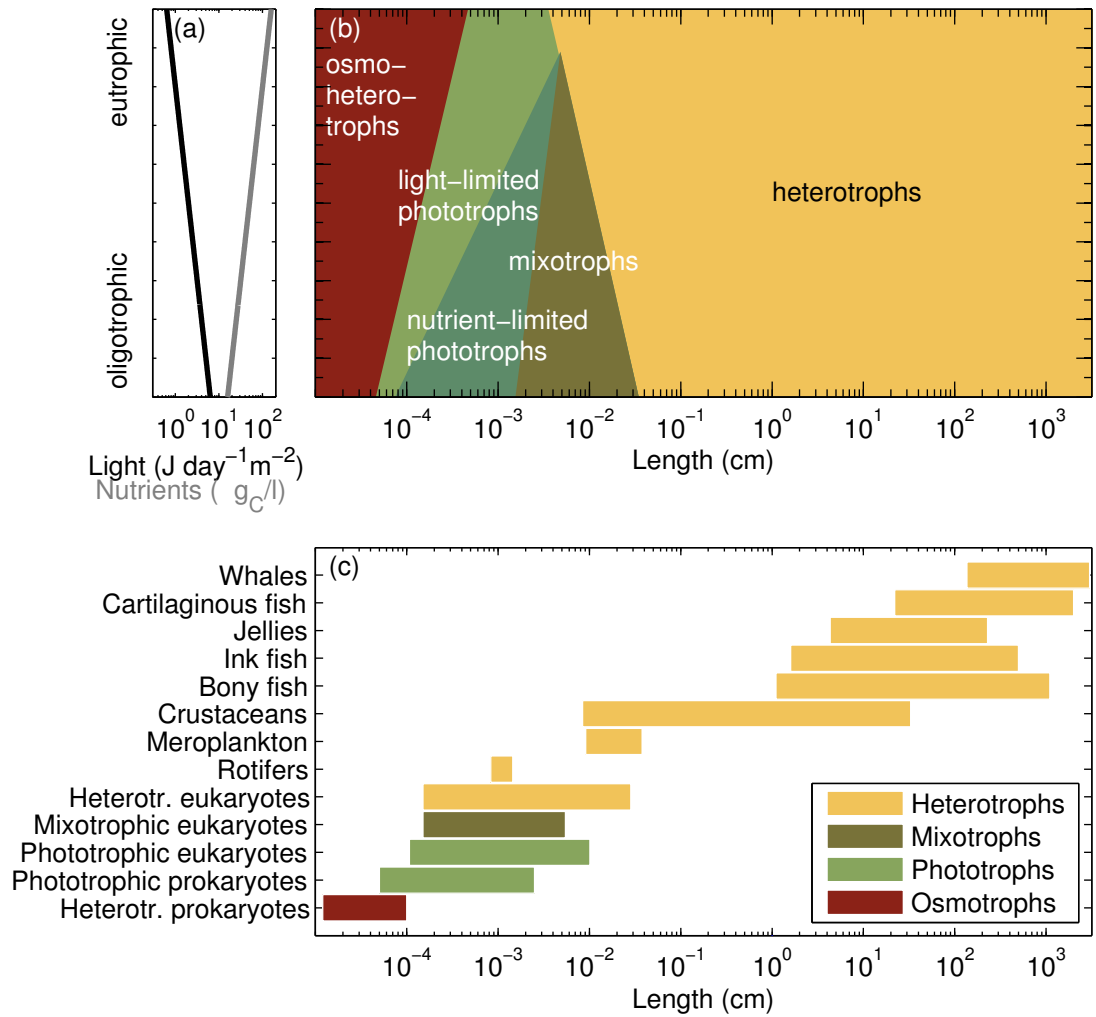 (a)
eutrophic
oligotrophic
10^0 10^1 10^2
Light (J day^−1 m^−2)
Nutrients ( g_C/l)
(b)
osmo−
hetero−
trophs
light−limited
phototrophs
mixotrophs
nutrient−limited
phototrophs
heterotrophs
10^−4 10^−3 10^−2 10^−1 10^0 10^1 10^2 10^3
Length (cm)
(c)
Whales
Cartilaginous fish
Jellies
Ink fish
Bony fish
Crustaceans
Meroplankton
Rotifers
Heterotr. eukaryotes
Mixotrophic eukaryotes
Phototrophic eukaryotes
Phototrophic prokaryotes
Heterotr. prokaryotes
Heterotrophs
Mixotrophs
Phototrophs
Osmotrophs
10^−4 10^−3 10^−2 10^−1 10^0 10^1 10^2 10^3
Length (cm)